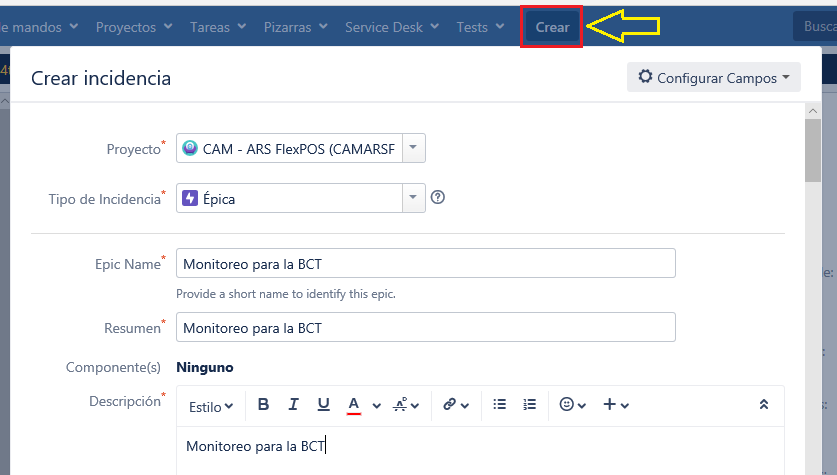 de mandos Proyectos Tareas Pizarras Service Desk Tests Crear Busca
4t
Crear incidencia Configurar Campos
Proyecto* CAM - ARS FlexPOS (CAMARSF
Tipo de Incidencia* Épica
Epic Name* Monitoreo para la BCT
Provide a short name to identify this epic.
Resumen* Monitoreo para la BCT
Componente(s) Ninguno
Descripción* Estilo B I U A
Monitoreo para la BCT